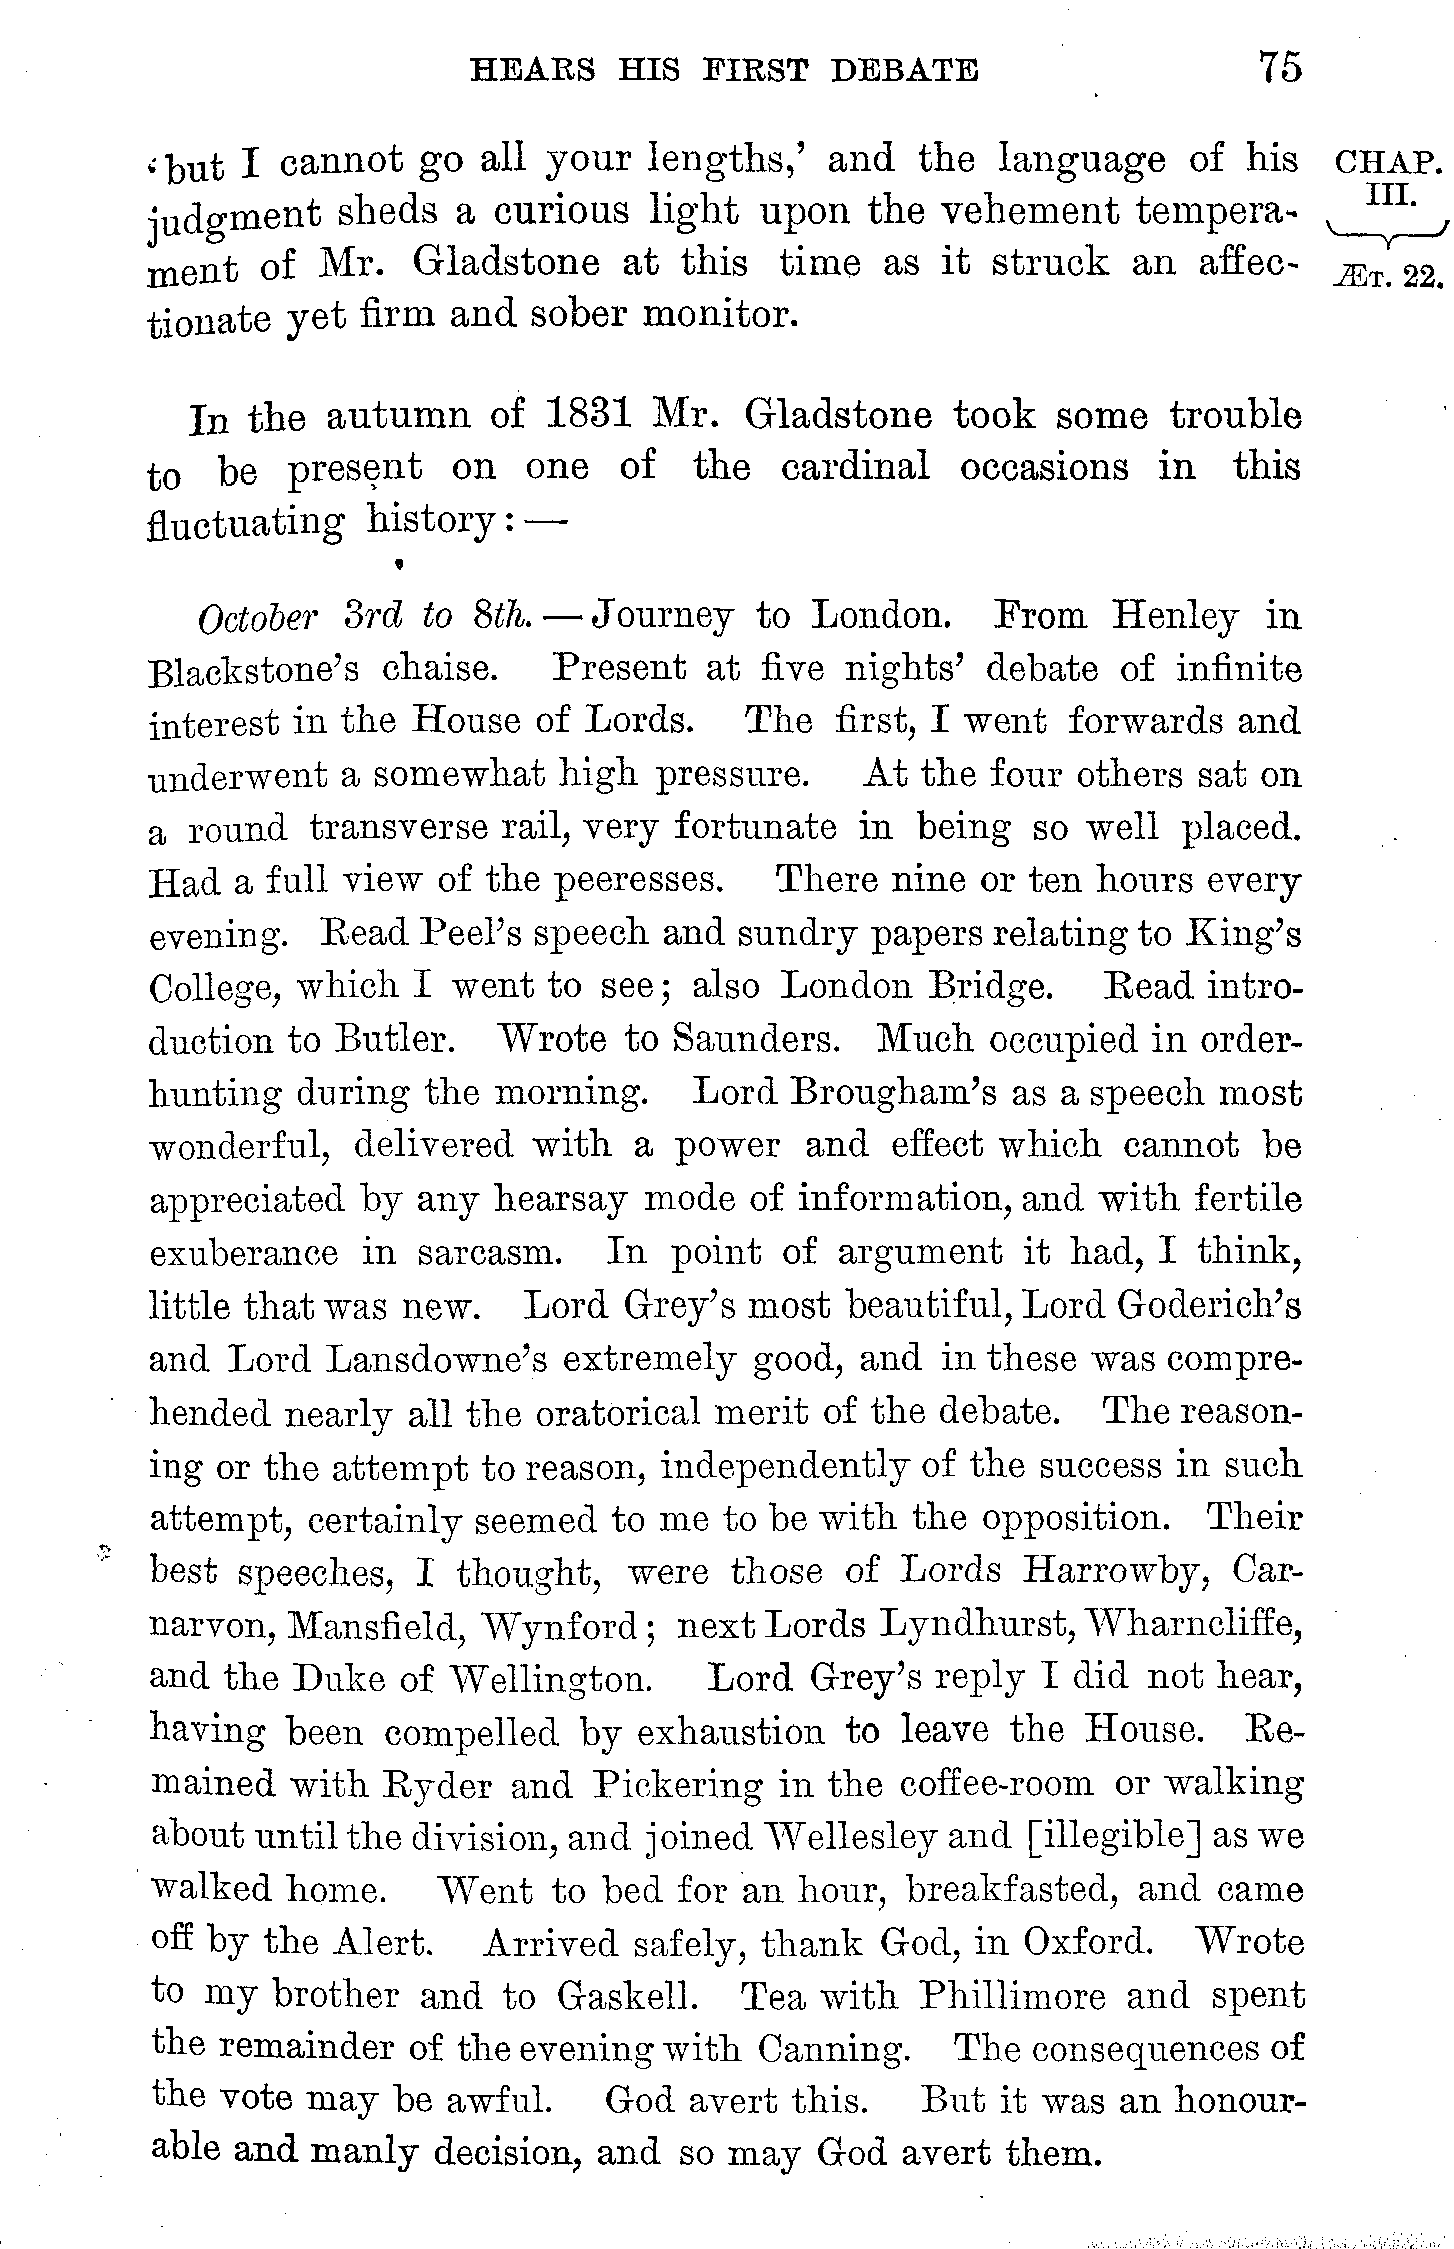 HEARS HIS FIRST DEBATE 75
'but I cannot go all your lengths,' and the language of his
judgment sheds a curious light upon the vehement tempera-
ment of Mr. Gladstone at this time as it struck an affec-
tionate yet firm and sober monitor.
CHAP.
III.
ÆT. 22.
In the autumn of 1831 Mr. Gladstone took some trouble
to be present on one of the cardinal occasions in this
fluctuating history: —
October 3rd to 8th. — Journey to London. From Henley in
Blackstone's chaise. Present at five nights' debate of infinite
interest in the House of Lords. The first, I went forwards and
underwent a somewhat high pressure. At the four others sat on
a round transverse rail, very fortunate in being so well placed.
Had a full view of the peeresses. There nine or ten hours every
evening. Read Peel's speech and sundry papers relating to King's
College, which I went to see; also London Bridge. Read intro-
duction to Butler. Wrote to Saunders. Much occupied in order-
hunting during the morning. Lord Brougham's as a speech most
wonderful, delivered with a power and effect which cannot be
appreciated by any hearsay mode of information, and with fertile
exuberance in sarcasm. In point of argument it had, I think,
little that was new. Lord Grey's most beautiful, Lord Goderich's
and Lord Lansdowne's extremely good, and in these was compre-
hended nearly all the oratorical merit of the debate. The reason-
ing or the attempt to reason, independently of the success in such
attempt, certainly seemed to me to be with the opposition. Their
best speeches, I thought, were those of Lords Harrowby, Car-
narvon, Mansfield, Wynford; next Lords Lyndhurst, Wharncliffe,
and the Duke of Wellington. Lord Grey's reply I did not hear,
having been compelled by exhaustion to leave the House. Re-
mained with Ryder and Pickering in the coffee-room or walking
about until the division, and joined Wellesley and [illegible] as we
walked home. Went to bed for an hour, breakfasted, and came
off by the Alert. Arrived safely, thank God, in Oxford. Wrote
to my brother and to Gaskell. Tea with Phillimore and spent
the remainder of the evening with Canning. The consequences of
the vote may be awful. God avert this. But it was an honour-
able and manly decision, and so may God avert them.